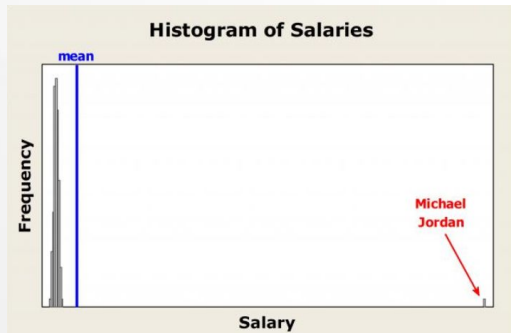 Histogram of Salaries
mean
Frequency
Michael
Jordan
Salary